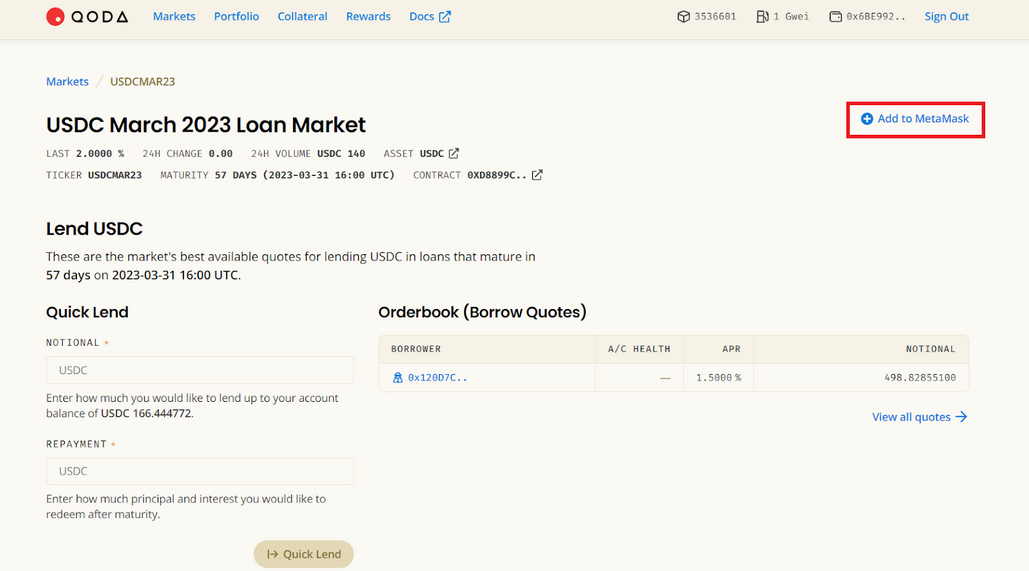 QODA Markets Portfolio Collateral Rewards Docs 3536601 1 Gwei 0x6BE992.. Sign Out
Markets / USDCMAR23
USDC March 2023 Loan Market
Add to MetaMask
LAST 2.0000 % 24H CHANGE 0.00 24H VOLUME USDC 140 ASSET USDC
TICKER USDCMAR23 MATURITY 57 DAYS (2023-03-31 16:00 UTC) CONTRACT 0XD8899C..
Lend USDC
These are the market's best available quotes for lending USDC in loans that mature in
57 days on 2023-03-31 16:00 UTC.
Quick Lend
NOTIONAL *
USDC
Enter how much you would like to lend up to your account
balance of USDC 166.444772.
REPAYMENT *
USDC
Enter how much principal and interest you would like to
redeem after maturity.
Quick Lend
Orderbook (Borrow Quotes)
BORROWER A/C HEALTH APR NOTIONAL
0x120D7C.. — 1.5000 % 498.82855100
View all quotes